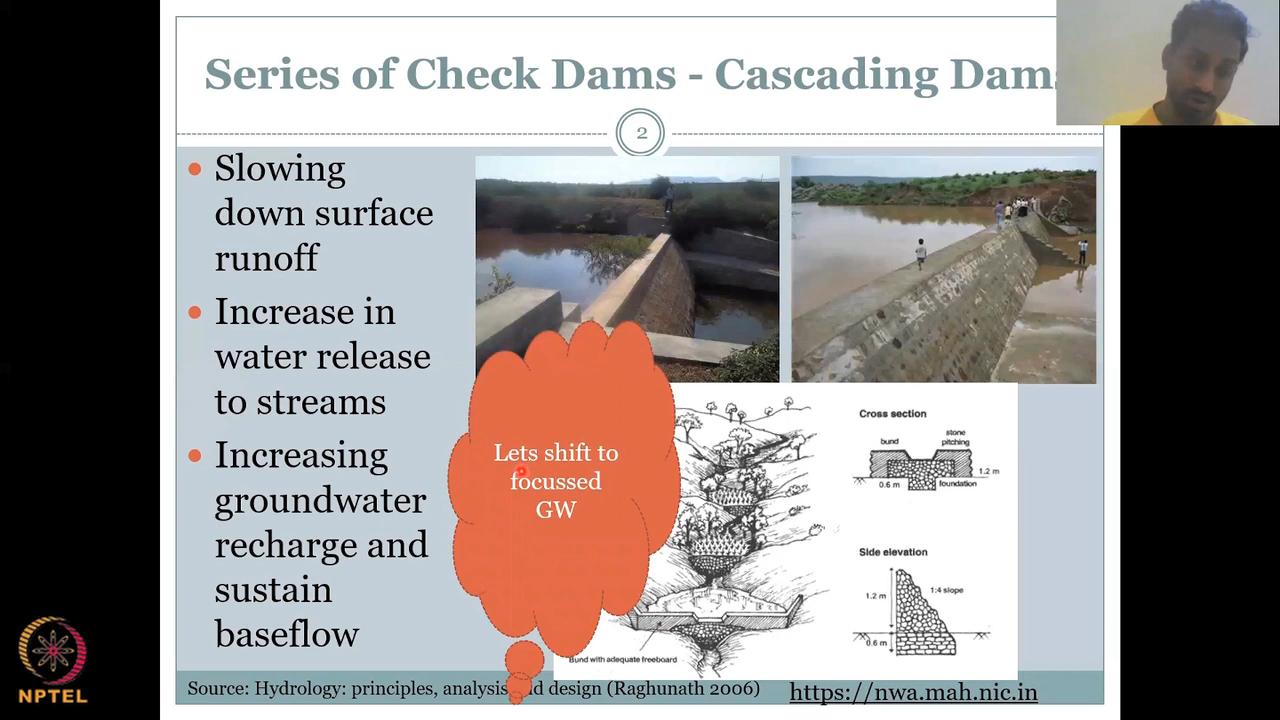 Series of Check Dams - Cascading Dams
2
Slowing
down surface
runoff
Increase in
water release
to streams
Increasing
groundwater
recharge and
sustain
baseflow
Lets shift to
focussed
GW
Cross section
bund
stone
pitching
1.2 m
0.6 m
foundation
Side elevation
1.2 m
1:4 slope
0.6 m
Bund with adequate freeboard
Source: Hydrology: principles, analysis and design (Raghunath 2006)
https://nwa.mah.nic.in
NPTEL